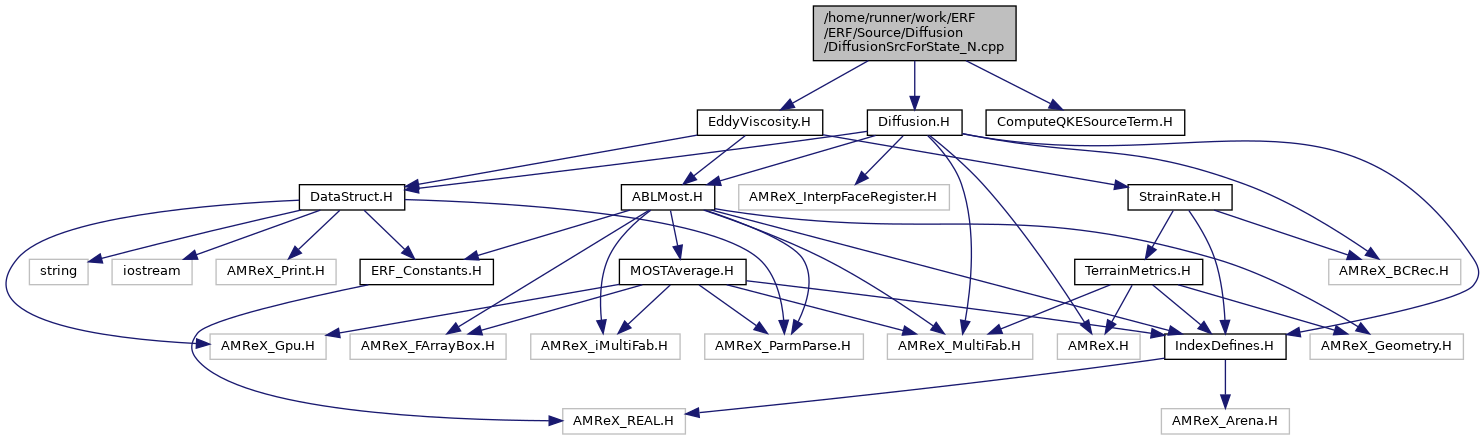 /home/runner/work/ERF
/ERF/Source/Diffusion
/DiffusionSrcForState_N.cpp
EddyViscosity.H
Diffusion.H
ComputeQKESourceTerm.H
DataStruct.H
ABLMost.H
AMReX_InterpFaceRegister.H
StrainRate.H
string
iostream
AMReX_Print.H
ERF_Constants.H
MOSTAverage.H
TerrainMetrics.H
AMReX_BCRec.H
AMReX_Gpu.H
AMReX_FArrayBox.H
AMReX_iMultiFab.H
AMReX_ParmParse.H
AMReX_MultiFab.H
AMReX.H
IndexDefines.H
AMReX_Geometry.H
AMReX_REAL.H
AMReX_Arena.H